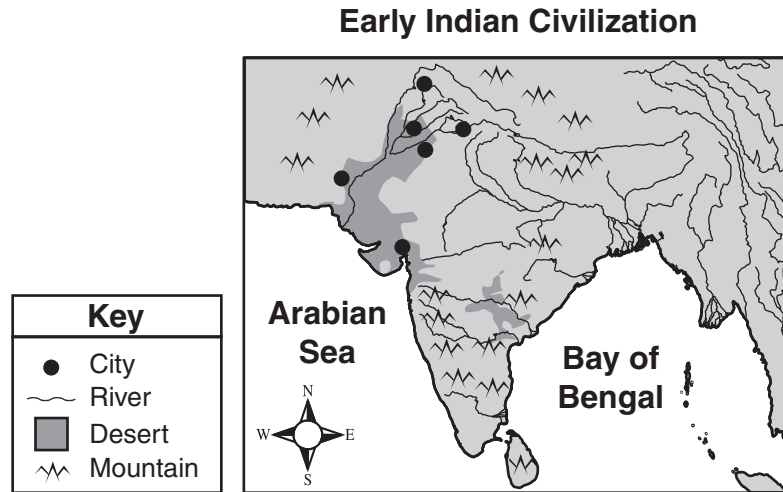 Early Indian Civilization
Arabian
Sea
Bay of
Bengal
N
W
E
S
Key
City
River
Desert
Mountain